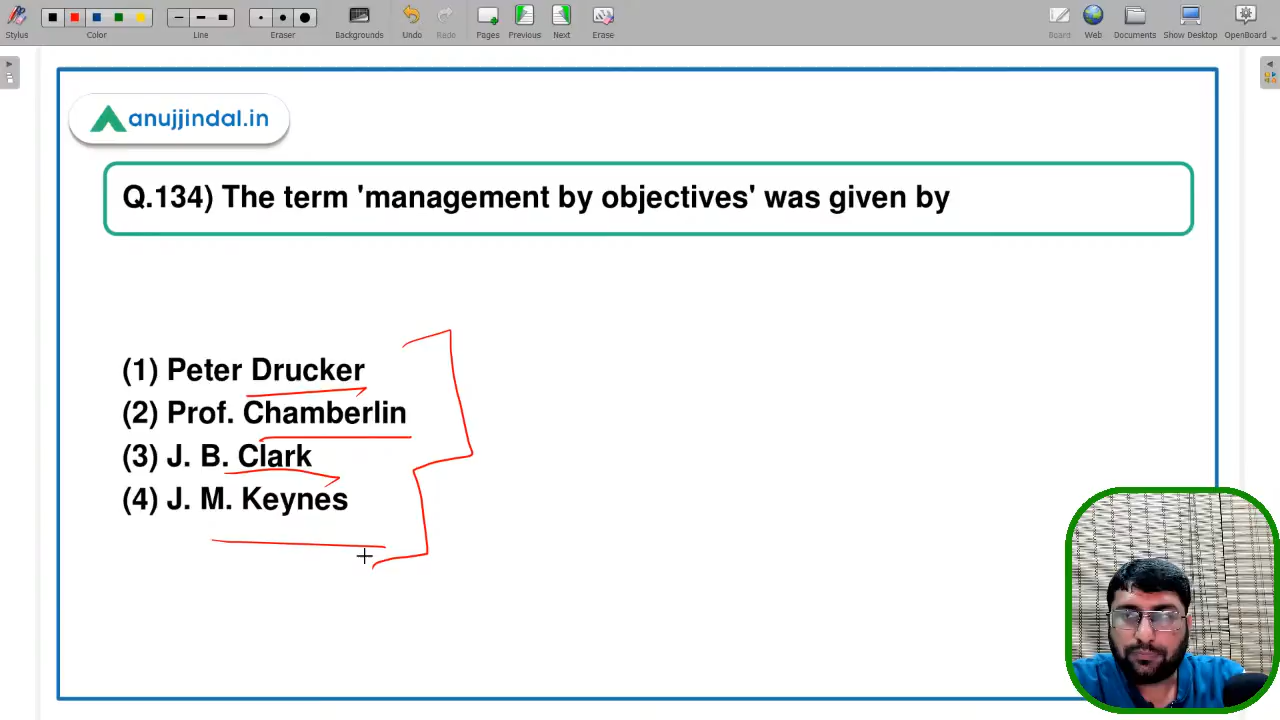 Stylus
Color
Line
Eraser
Backgrounds
Undo
Redo
Pages
Previous
Next
Erase
Board
Web
Documents
Show Desktop
OpenBoard
anujjindal.in
Q.134) The term 'management by objectives' was given by
(1) Peter Drucker
(2) Prof. Chamberlin
(3) J. B. Clark
(4) J. M. Keynes